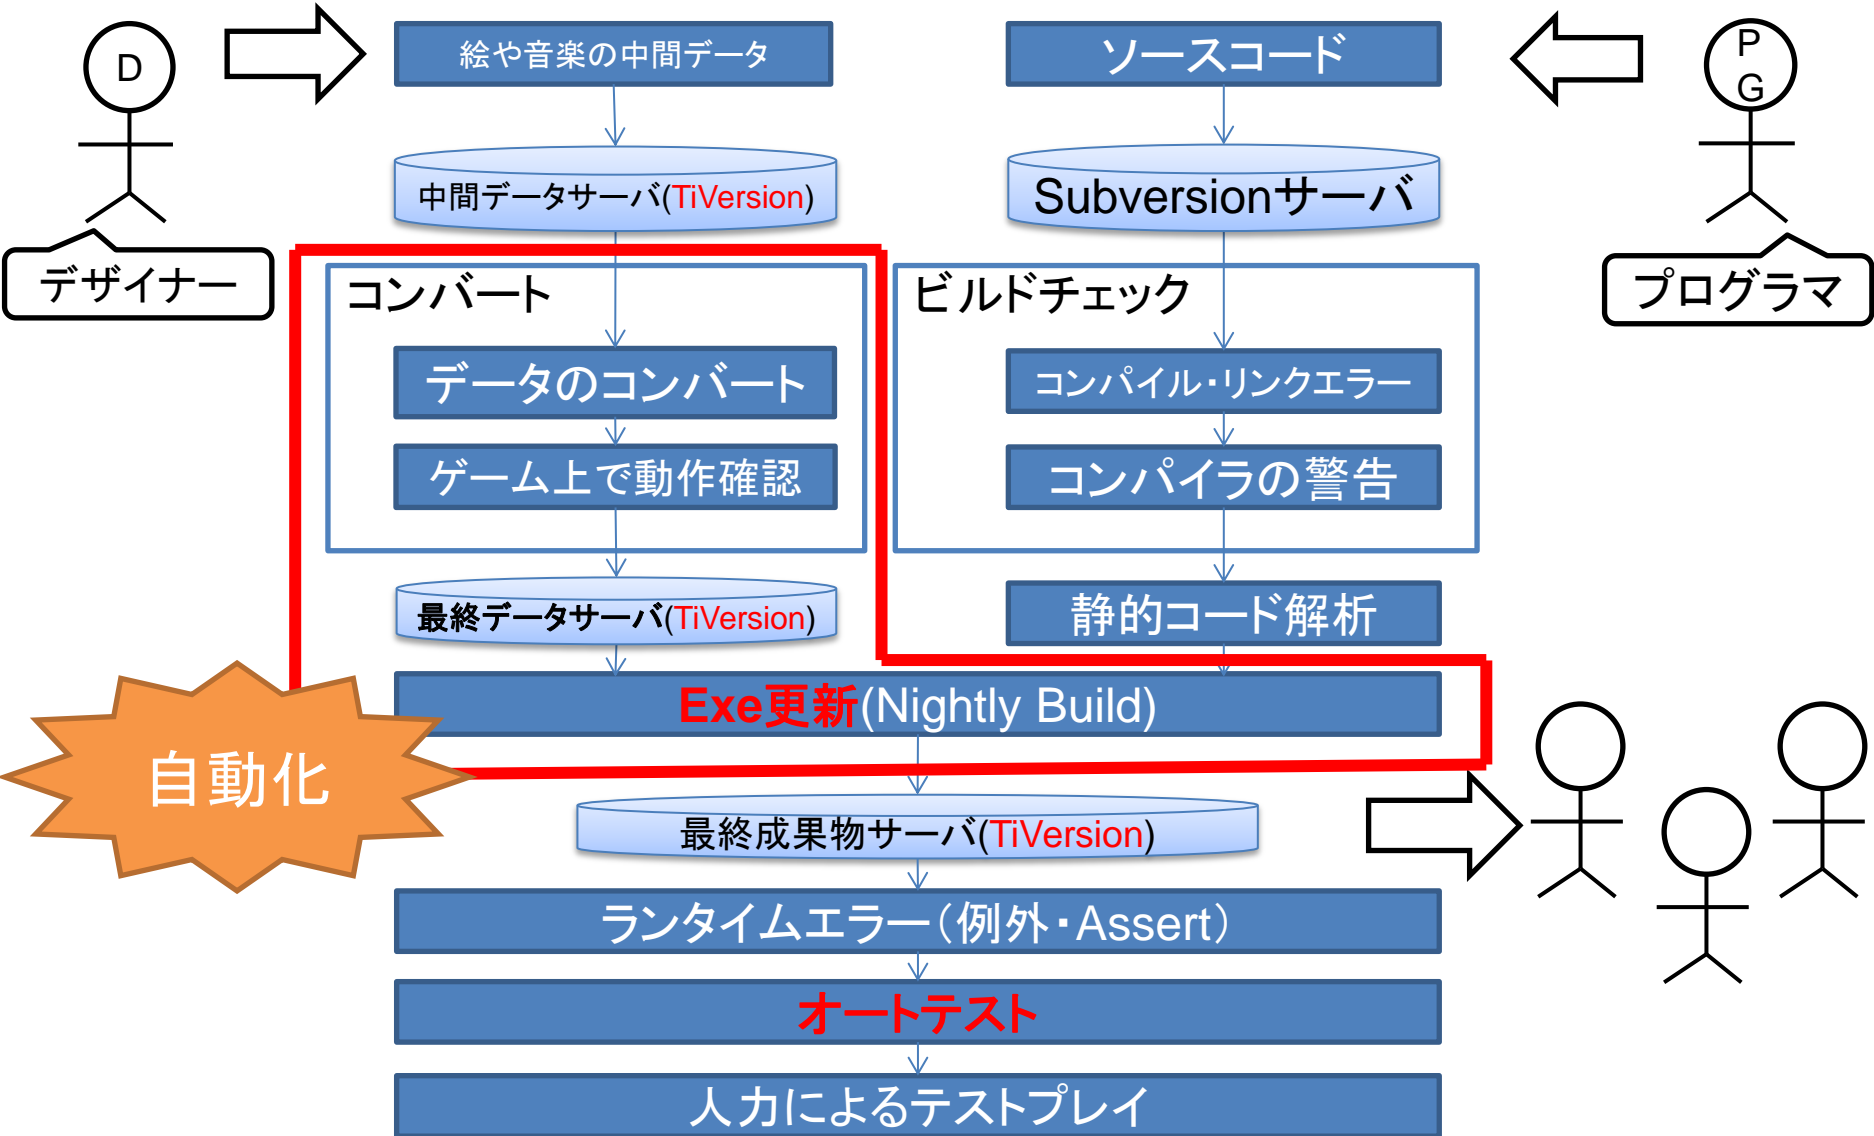 D
絵や音楽の中間データ
ソースコード
P
G
中間データサーバ(TiVersion)
Subversionサーバ
デザイナー
プログラマ
コンバート
ビルドチェック
データのコンバート
コンパイル・リンクエラー
ゲーム上で動作確認
コンパイラの警告
最終データサーバ(TiVersion)
静的コード解析
Exe更新(Nightly Build)
自動化
最終成果物サーバ(TiVersion)
ランタイムエラー（例外・Assert）
オートテスト
人力によるテストプレイ